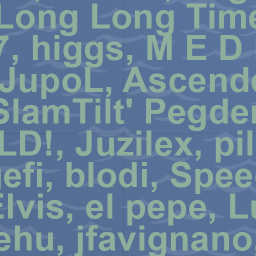 Long Long Time
7, higgs, M E D
JupoL, Ascende
SlamTilt' Pegder
LD!, Juzilex, pil
efi, blodi, Spee
Elvis, el pepe, Lu
ehu, jfavignano,